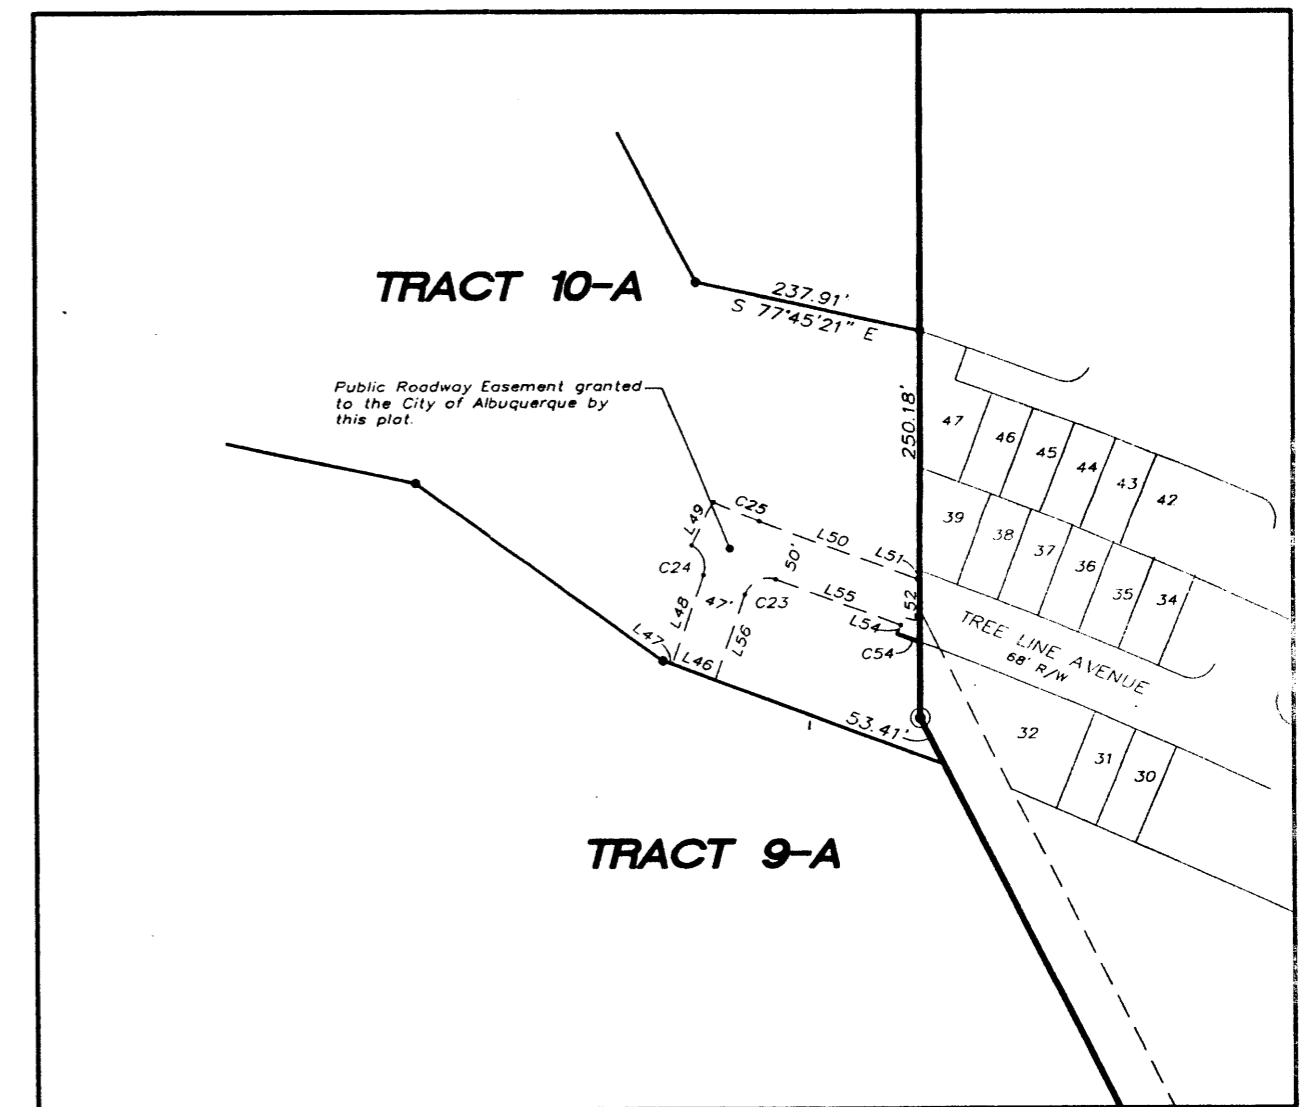 TRACT 10-A
237.91'
S 77°45'21" E
Public Roadway Easement granted
to the City of Albuquerque by
this plat.
250.18'
47
46
45
44
43
42
39
38
37
36
35
34
L49
C25
L50
L51
50'
C24
C23
L55
L52
L48
47'
L56
L54
C54
L47
L46
TREE LINE AVENUE
68' R/W
53.41'
32
31
30
TRACT 9-A